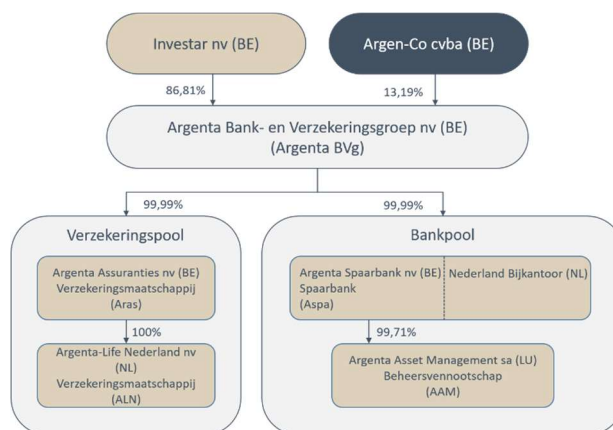 Investar nv (BE)
Argen-Co cvba (BE)
86,81%
13,19%
Argenta Bank- en Verzekeringsgroep nv (BE)
(Argenta BVg)
99,99%
99,99%
Verzekeringspool
Argenta Assuranties nv (BE)
Verzekeringsmaatschappij
(Aras)
100%
Argenta-Life Nederland nv
(NL)
Verzekeringsmaatschappij
(ALN)
Bankpool
Argenta Spaarbank nv (BE)
Spaarbank
(Aspa)
Nederland Bijkantoor (NL)
99,71%
Argenta Asset Management sa (LU)
Beheersvennootschap
(AAM)